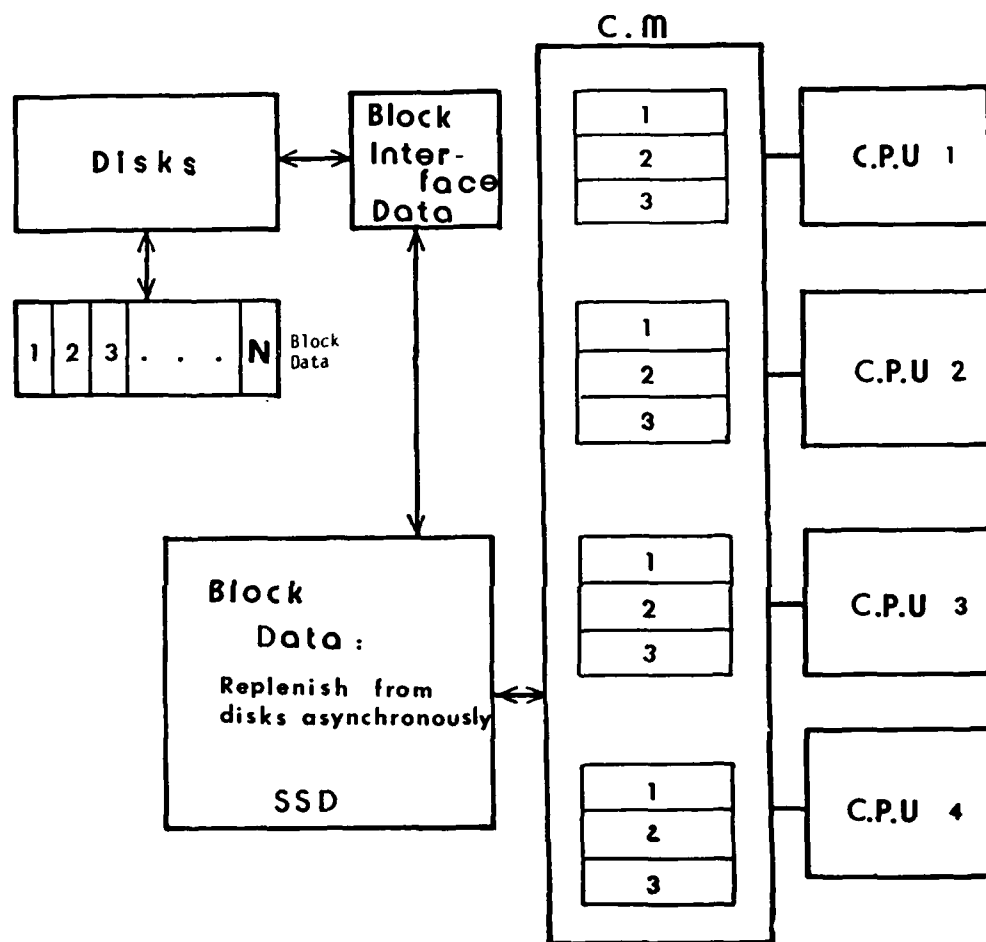 C.M
Disks
Block
Inter-
face
Data
1 2 3 . . . N
Block
Data
Block
Data:
Replenish from
disks asynchronously
SSD
1
2
3
C.P.U 1
1
2
3
C.P.U 2
1
2
3
C.P.U 3
1
2
3
C.P.U 4